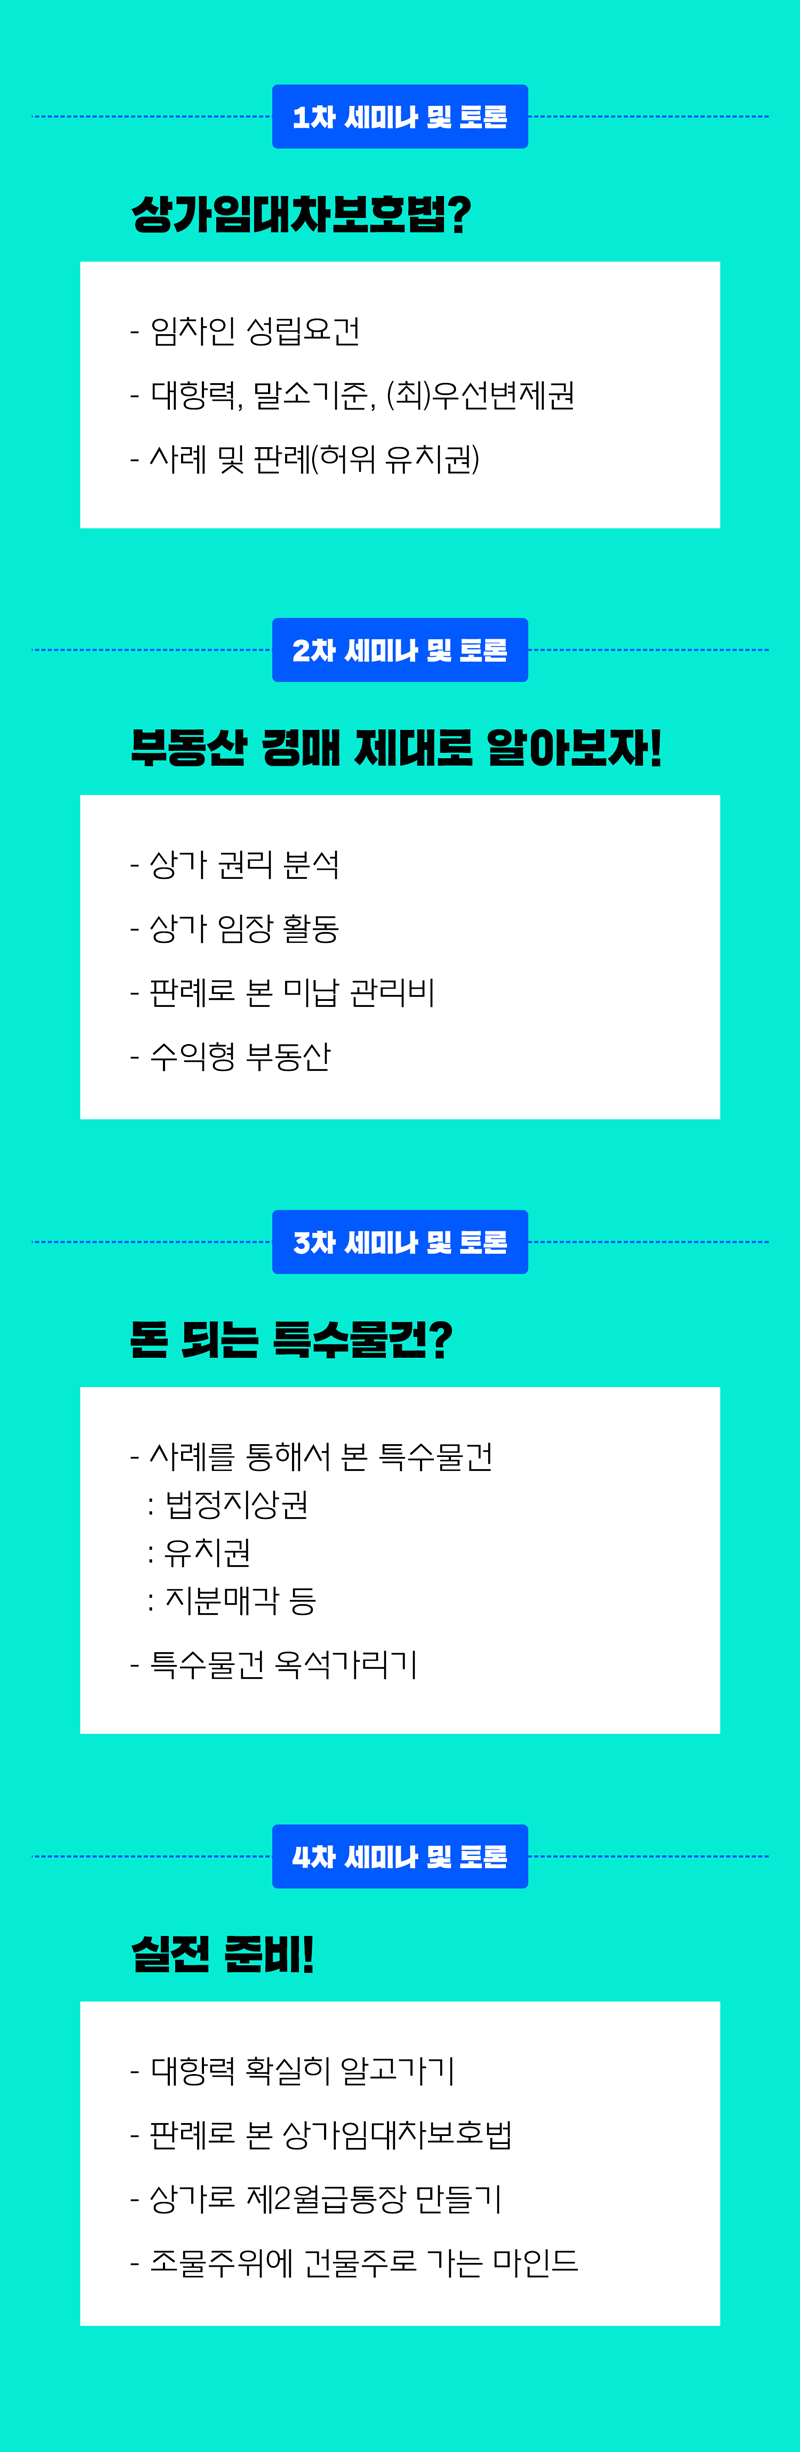 1차 세미나 및 토론
상가임대차보호법?
- 임차인 성립요건
- 대항력, 말소기준, (최)우선변제권
- 사례 및 판례(허위 유치권)
2차 세미나 및 토론
부동산 경매 제대로 알아보자!
- 상가 권리 분석
- 상가 임장 활동
- 판례로 본 미납 관리비
- 수익형 부동산
3차 세미나 및 토론
돈 되는 특수물건?
- 사례를 통해서 본 특수물건
: 법정지상권
: 유치권
: 지분매각 등
- 특수물건 옥석가리기
4차 세미나 및 토론
실전 준비!
- 대항력 확실히 알고가기
- 판례로 본 상가임대차보호법
- 상가로 제2월급통장 만들기
- 조물주위에 건물주로 가는 마인드